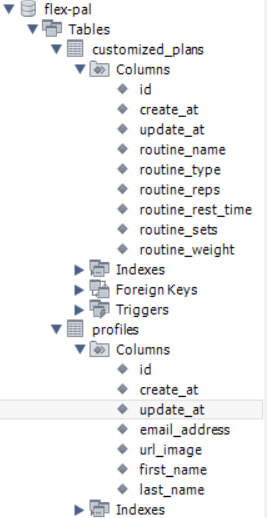 flex-pal
Tables
customized_plans
Columns
id
create_at
update_at
routine_name
routine_type
routine_reps
routine_rest_time
routine_sets
routine_weight
Indexes
Foreign Keys
Triggers
profiles
Columns
id
create_at
update_at
email_address
url_image
first_name
last_name
Indexes